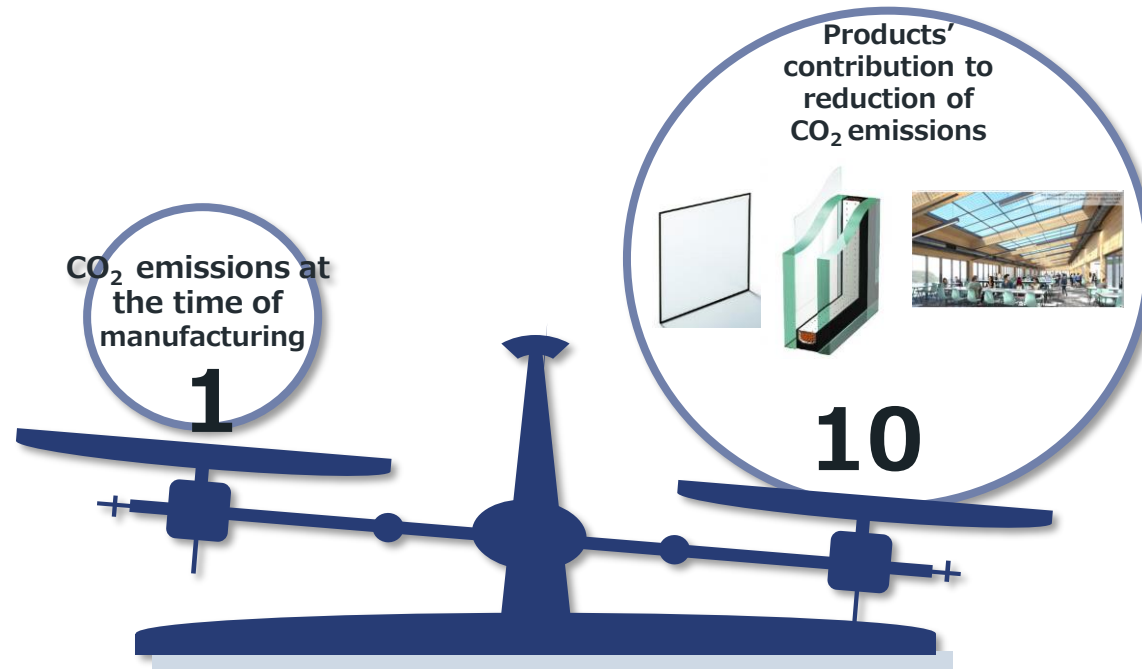 CO₂ emissions at
the time of
manufacturing
1
Products’
contribution to
reduction of
CO₂ emissions
10